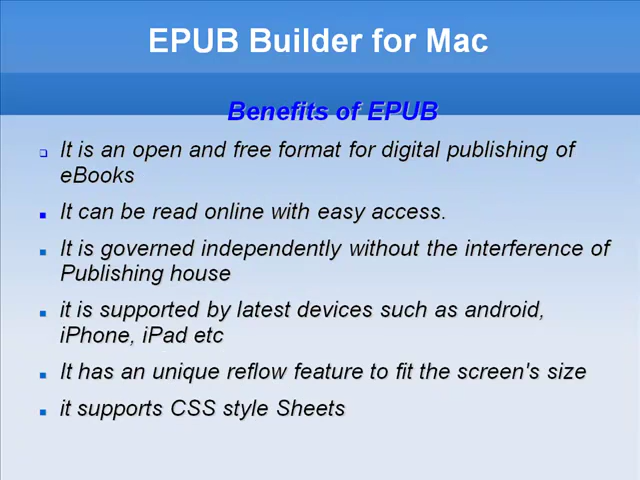 EPUB Builder for Mac
Benefits of EPUB
It is an open and free format for digital publishing of
eBooks
It can be read online with easy access.
It is governed independently without the interference of
Publishing house
it is supported by latest devices such as android,
iPhone, iPad etc
It has an unique reflow feature to fit the screen's size
it supports CSS style Sheets